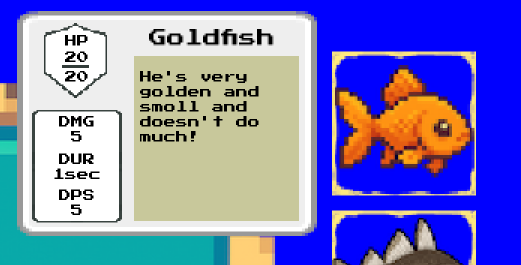 Goldfish
HP
20
20
He's very
golden and
smoll and
doesn't do
much!
DMG
5
DUR
1sec
DPS
5